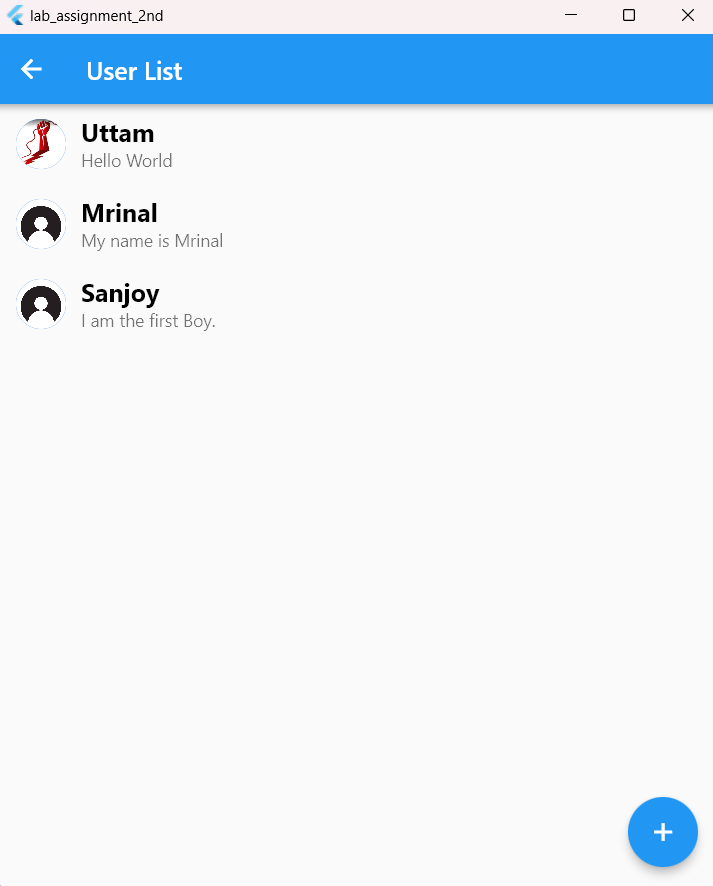 lab_assignment_2nd
User List
Uttam
Hello World
Mrinal
My name is Mrinal
Sanjoy
I am the first Boy.